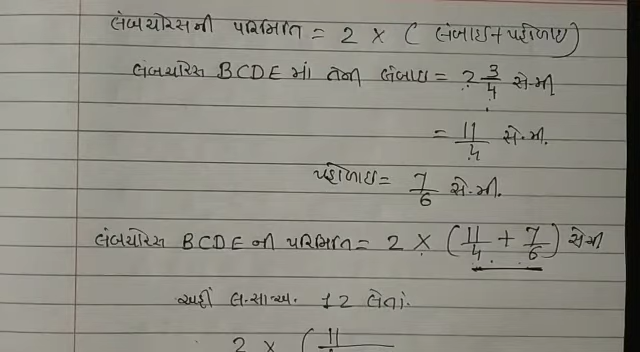 લંબચોરસની પરિમિતિ = 2 × ( લંબાઇ + પહોળાઇ)
લંબચોરસ BCDE માં તેની લંબાઇ = 2 3/4 સે.મી
= 11/4 સે.મી.
પહોળાઇ = 7/6 સે.મી.
લંબચોરસ BCDE ની પરિમિતિ = 2 × (11/4 + 7/6) સેમી
અહીં લ.સા.અ. 12 લેતાં.
2 × ( 11